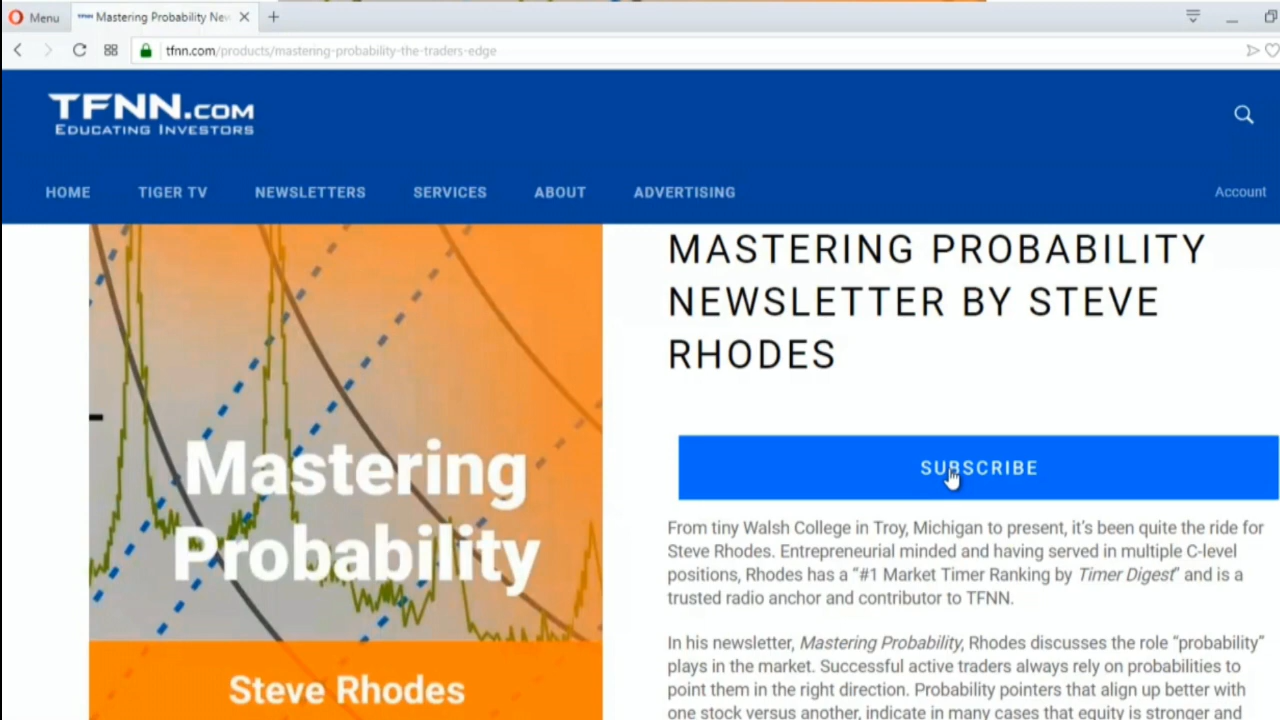 Menu
TFNN Mastering Probability New
tfnn.com/products/mastering-probability-the-traders-edge
TFNN.COM
EDUCATING INVESTORS
HOME TIGER TV NEWSLETTERS SERVICES ABOUT ADVERTISING Account
Mastering
Probability
Steve Rhodes
MASTERING PROBABILITY
NEWSLETTER BY STEVE
RHODES
SUBSCRIBE
From tiny Walsh College in Troy, Michigan to present, it's been quite the ride for
Steve Rhodes. Entrepreneurial minded and having served in multiple C-level
positions, Rhodes has a “#1 Market Timer Ranking by Timer Digest” and is a
trusted radio anchor and contributor to TFNN.
In his newsletter, Mastering Probability, Rhodes discusses the role “probability”
plays in the market. Successful active traders always rely on probabilities to
point them in the right direction. Probability pointers that align up better with
one stock versus another, indicate in many cases that equity is stronger and